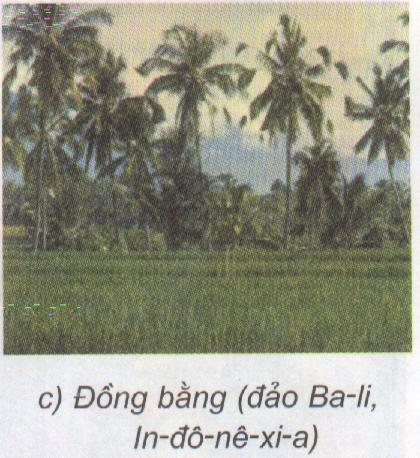 c) Đồng bằng (đảo Ba-li,
In-đô-nê-xi-a)